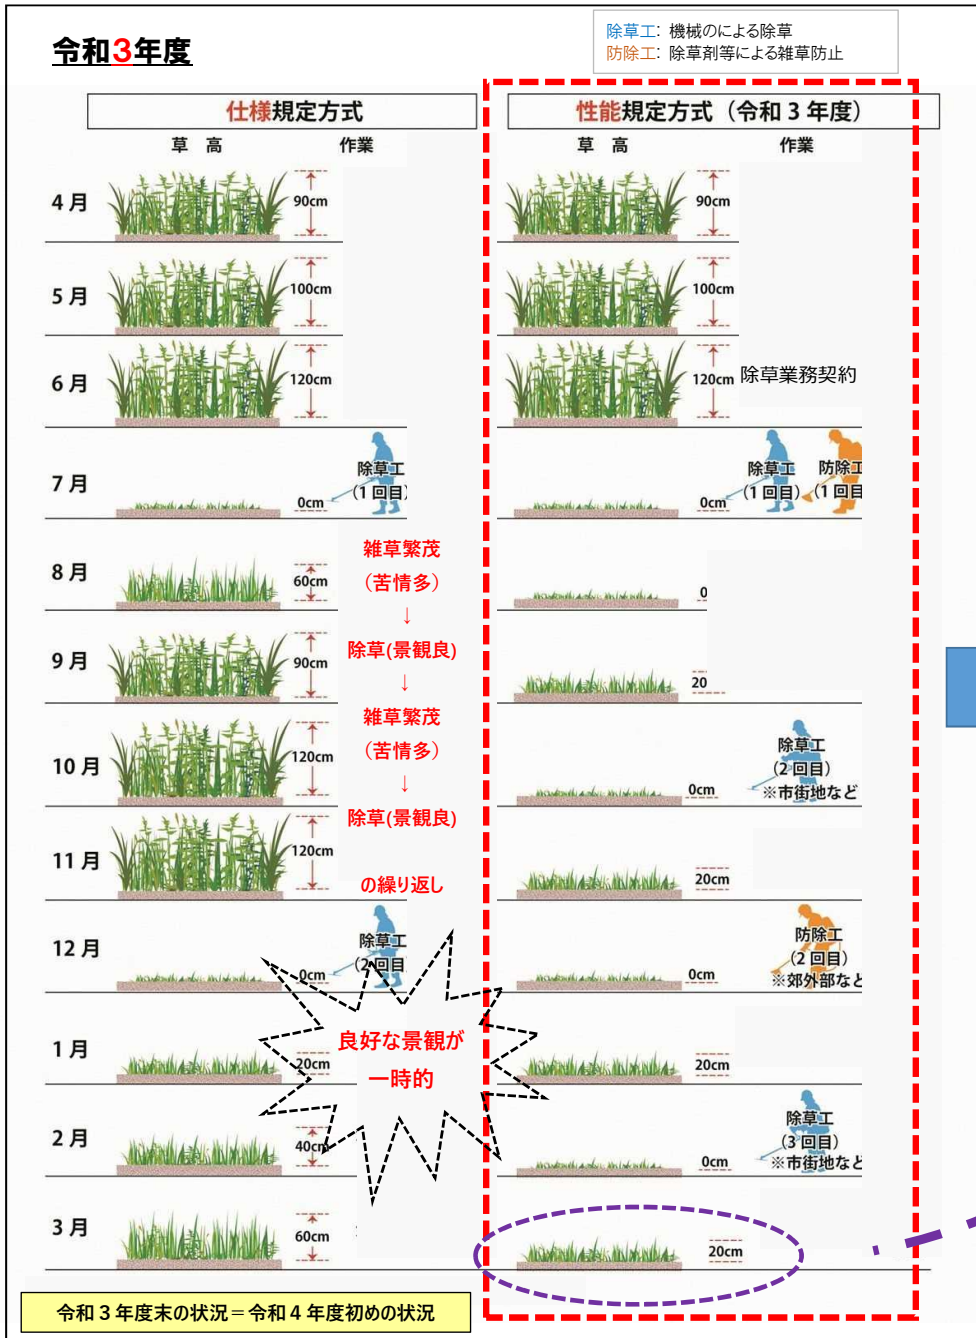 令和3年度
除草工：機械のによる除草
防除工：除草剤等による雑草防止
仕様規定方式
草 高 作業
4月 90cm
5月 100cm
6月 120cm
7月 0cm 除草工
(1回目)
8月 60cm
9月 90cm
10月 120cm
11月 120cm
12月 0cm 除草工
(2回目
1月 20cm
2月 40cm
3月 60cm
雑草繁茂
(苦情多)
↓
除草(景観良)
↓
雑草繁茂
(苦情多)
↓
除草(景観良)
の繰り返し
良好な景観が
一時的
性能規定方式（令和3年度）
草 高 作業
90cm
100cm
120cm 除草業務契約
0cm 除草工
(1回目)
防除工
(1回目
0
20
0cm 除草工
(2回目)
※市街地など
20cm
0cm 防除工
(2回目)
※郊外部など
20cm
0cm 除草工
(3回目)
※市街地など
20cm
令和3年度末の状況＝令和4年度初めの状況